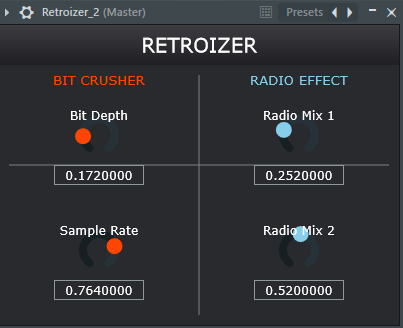 Retroizer_2 (Master) Presets
RETROIZER
BIT CRUSHER
Bit Depth
0.1720000
Sample Rate
0.7640000
RADIO EFFECT
Radio Mix 1
0.2520000
Radio Mix 2
0.5200000